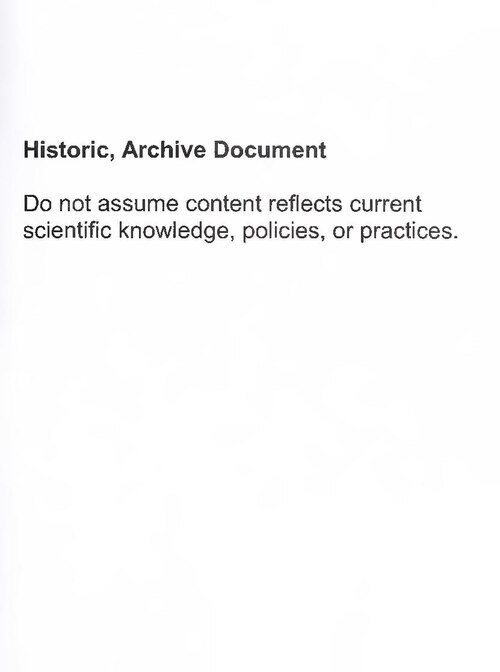 Historic, Archive Document
Do not assume content reflects current
scientific knowledge, policies, or practices.